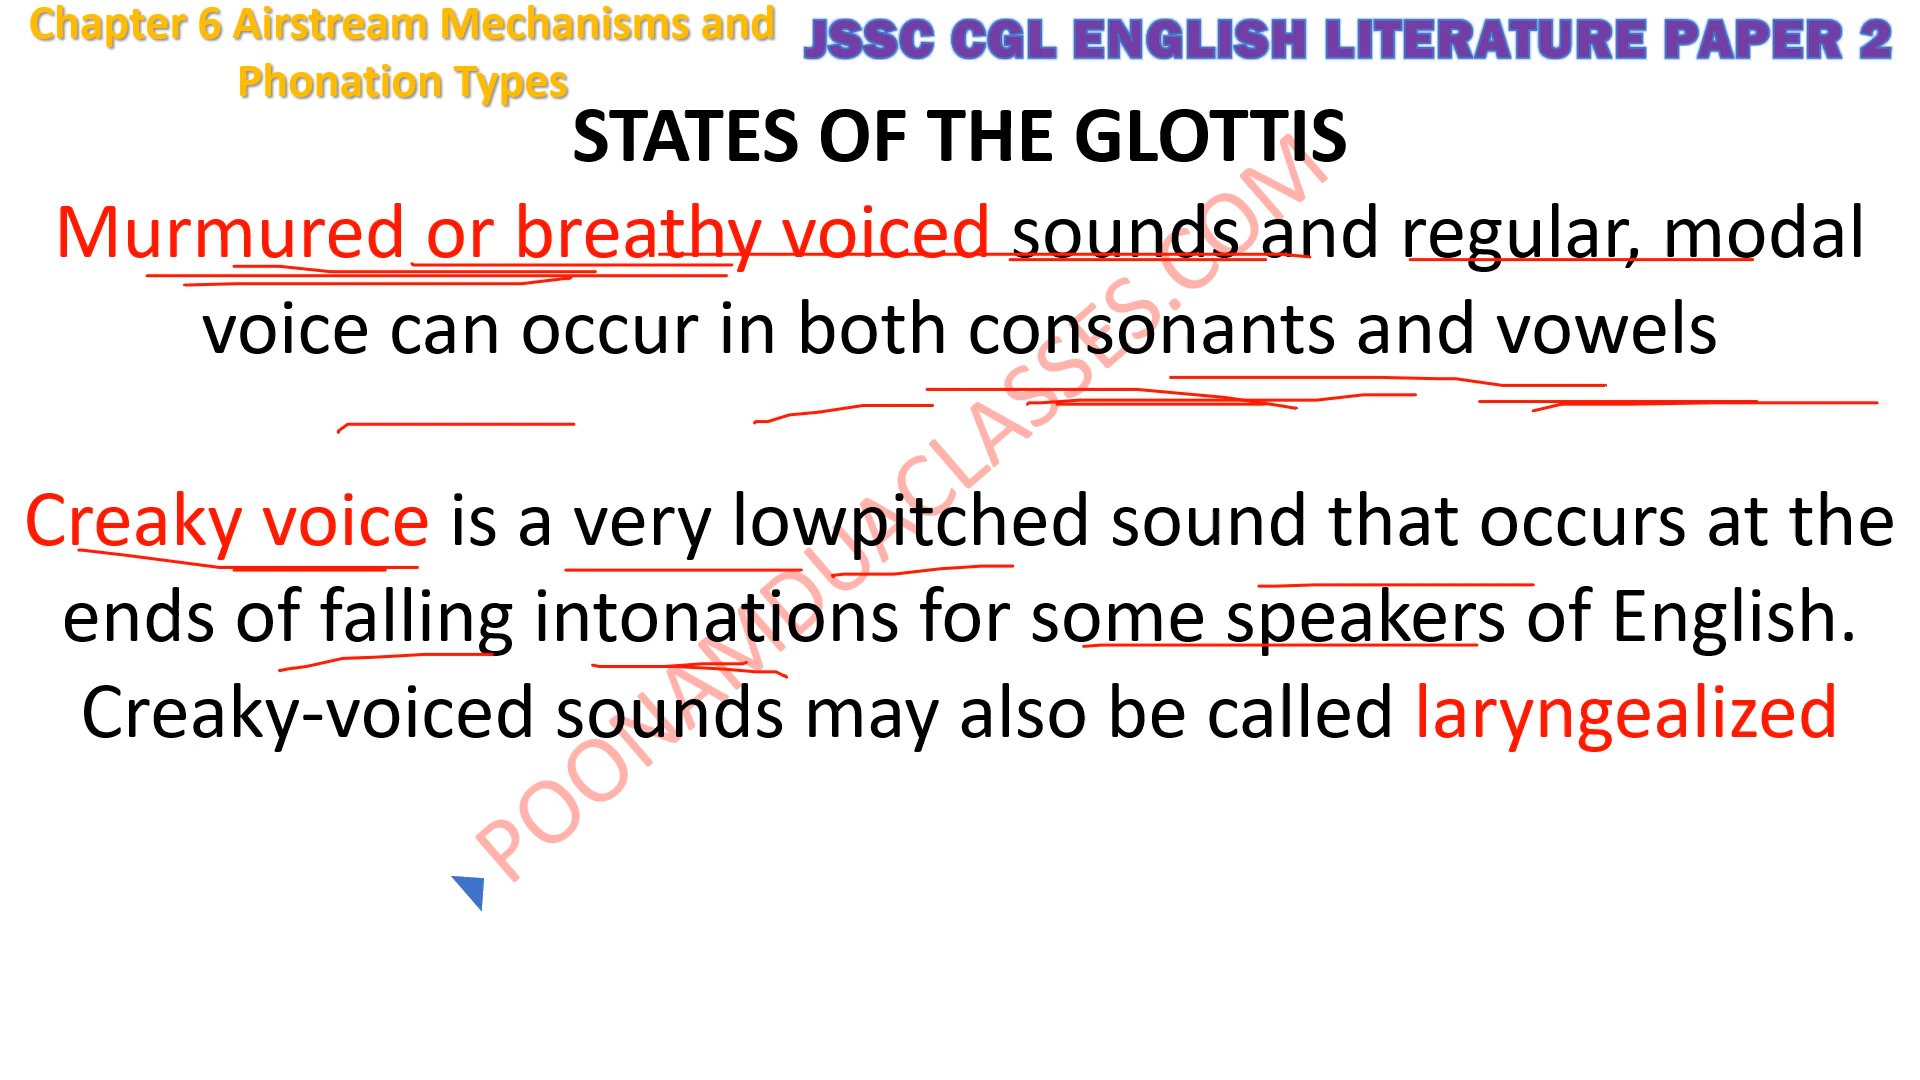 Chapter 6 Airstream Mechanisms and
Phonation Types
JSSC CGL ENGLISH LITERATURE PAPER 2
STATES OF THE GLOTTIS
Murmured or breathy voiced sounds and regular, modal
voice can occur in both consonants and vowels
Creaky voice is a very lowpitched sound that occurs at the
ends of falling intonations for some speakers of English.
Creaky-voiced sounds may also be called laryngealized
POONAMDUACLASSES.COM